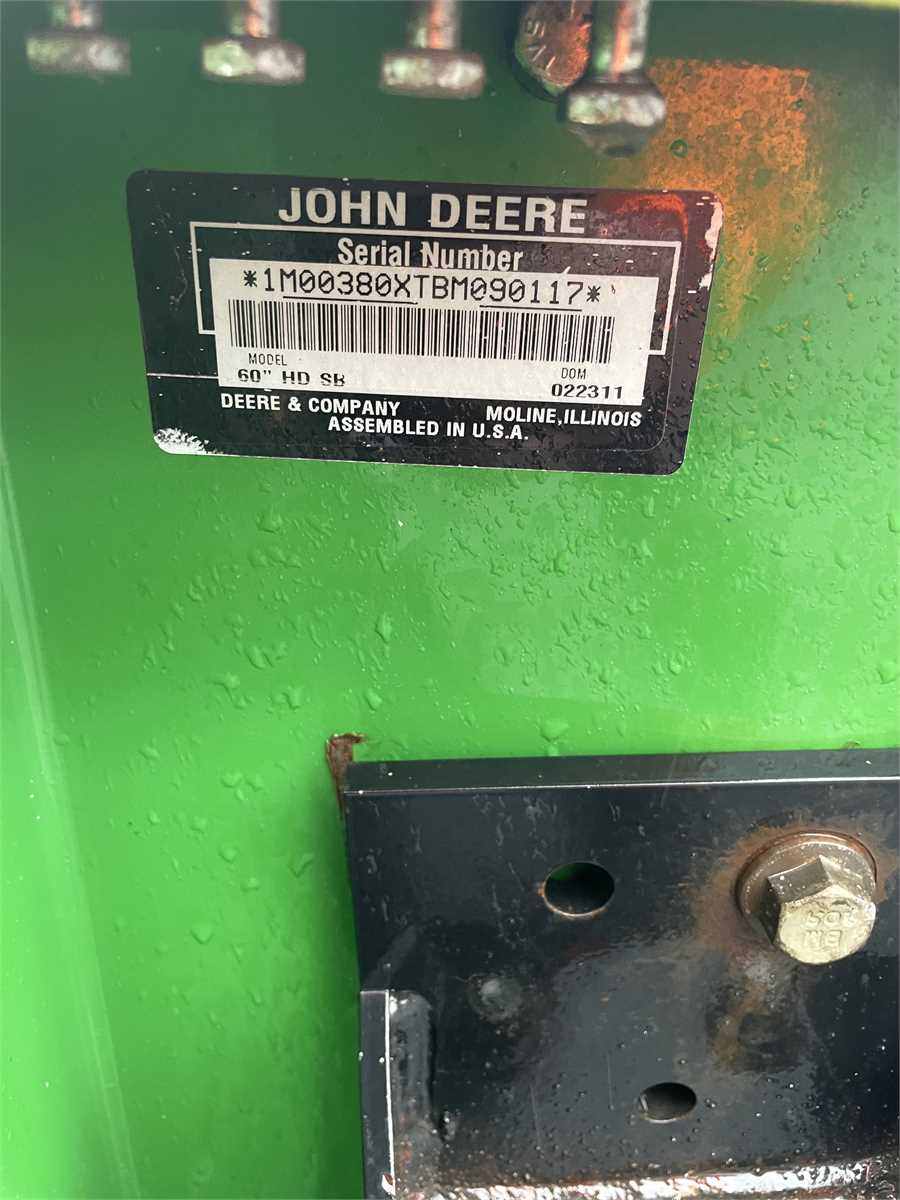 JOHN DEERE
Serial Number
*1M00380XTBM090117*
MODEL
60" HD SB
DOM
022311
DEERE & COMPANY MOLINE, ILLINOIS
ASSEMBLED IN U.S.A.